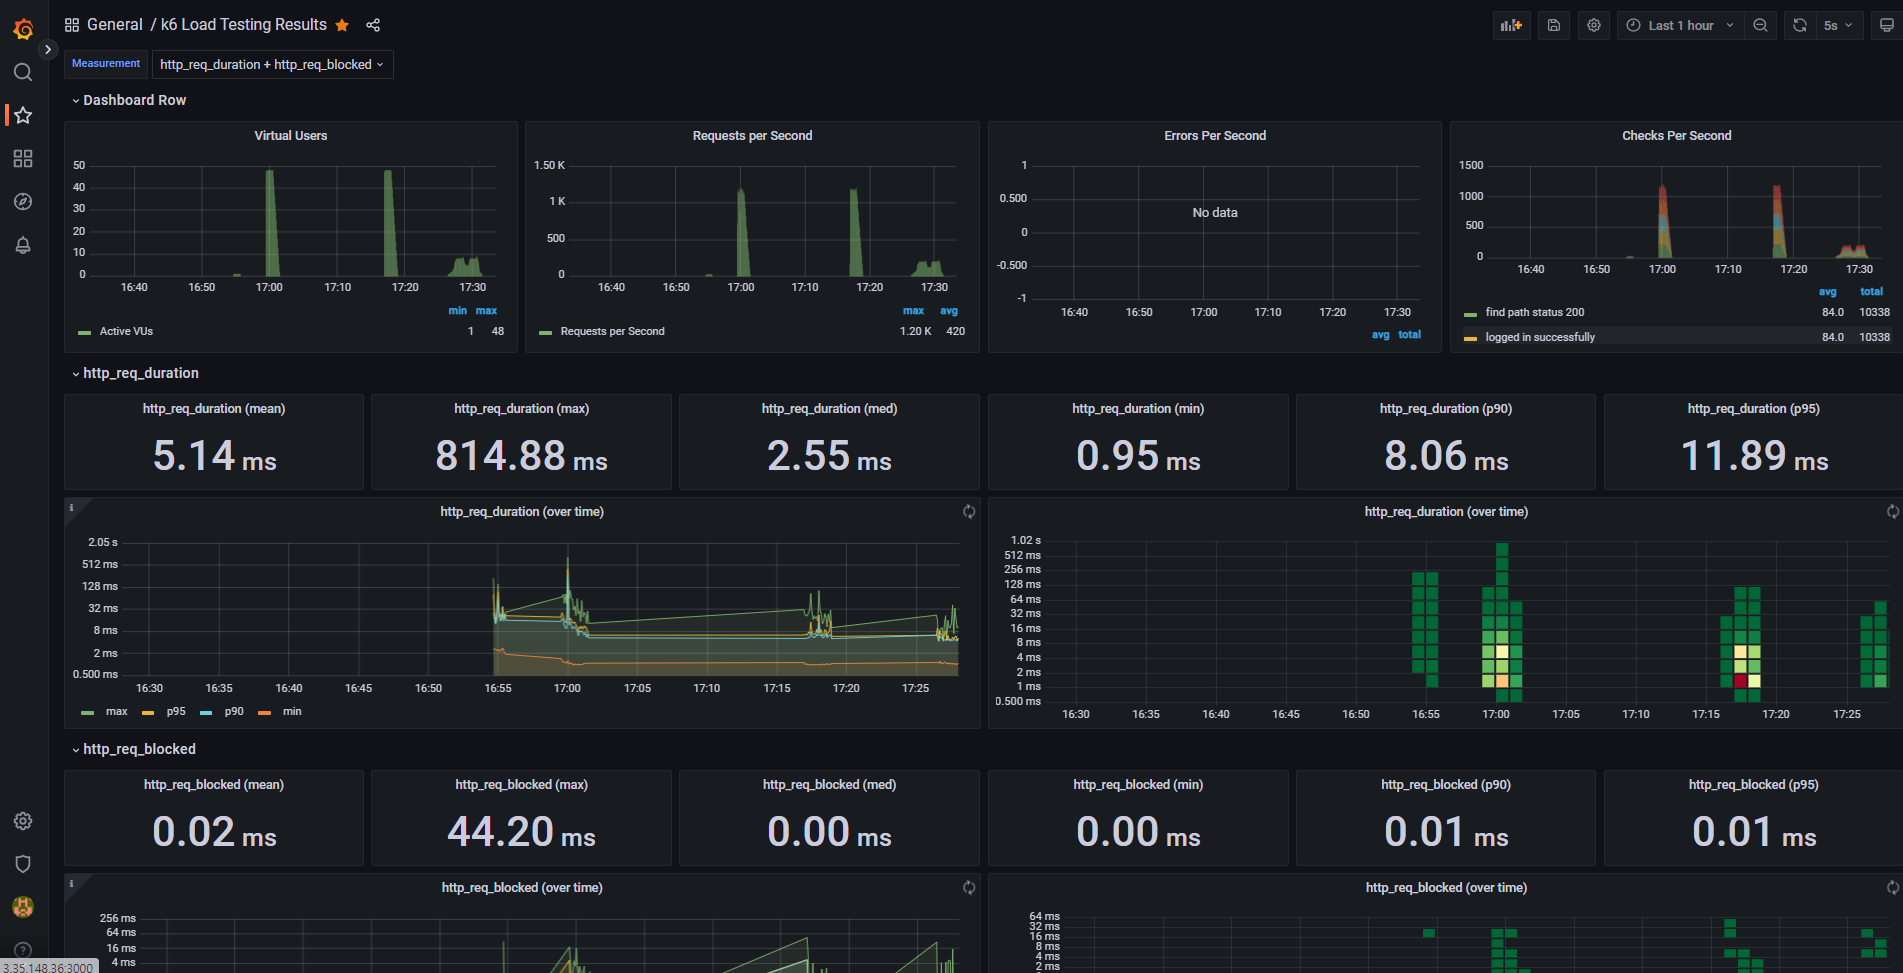 General / k6 Load Testing Results
Last 1 hour
5s
Measurement
http_req_duration + http_req_blocked
Dashboard Row
Virtual Users
50
40
30
20
10
0
16:40 16:50 17:00 17:10 17:20 17:30
min max
Active VUs 1 48
Requests per Second
1.50 K
1 K
500
0
16:40 16:50 17:00 17:10 17:20 17:30
max avg
Requests per Second 1.20 K 420
Errors Per Second
1
0.500
0
-0.500
-1
No data
16:40 16:50 17:00 17:10 17:20 17:30
avg total
Checks Per Second
1500
1000
500
0
16:40 16:50 17:00 17:10 17:20 17:30
avg total
find path status 200 84.0 10338
logged in successfully 84.0 10338
http_req_duration
http_req_duration (mean)
5.14 ms
http_req_duration (max)
814.88 ms
http_req_duration (med)
2.55 ms
http_req_duration (min)
0.95 ms
http_req_duration (p90)
8.06 ms
http_req_duration (p95)
11.89 ms
http_req_duration (over time)
2.05 s
512 ms
128 ms
32 ms
8 ms
2 ms
0.500 ms
16:30 16:35 16:40 16:45 16:50 16:55 17:00 17:05 17:10 17:15 17:20 17:25
max p95 p90 min
http_req_duration (over time)
1.02 s
512 ms
256 ms
128 ms
64 ms
32 ms
16 ms
8 ms
4 ms
2 ms
1 ms
0.500 ms
16:30 16:35 16:40 16:45 16:50 16:55 17:00 17:05 17:10 17:15 17:20 17:25
http_req_blocked
http_req_blocked (mean)
0.02 ms
http_req_blocked (max)
44.20 ms
http_req_blocked (med)
0.00 ms
http_req_blocked (min)
0.00 ms
http_req_blocked (p90)
0.01 ms
http_req_blocked (p95)
0.01 ms
http_req_blocked (over time)
256 ms
64 ms
16 ms
4 ms
http_req_blocked (over time)
64 ms
32 ms
16 ms
8 ms
4 ms
2 ms
3.35.148.36:3000